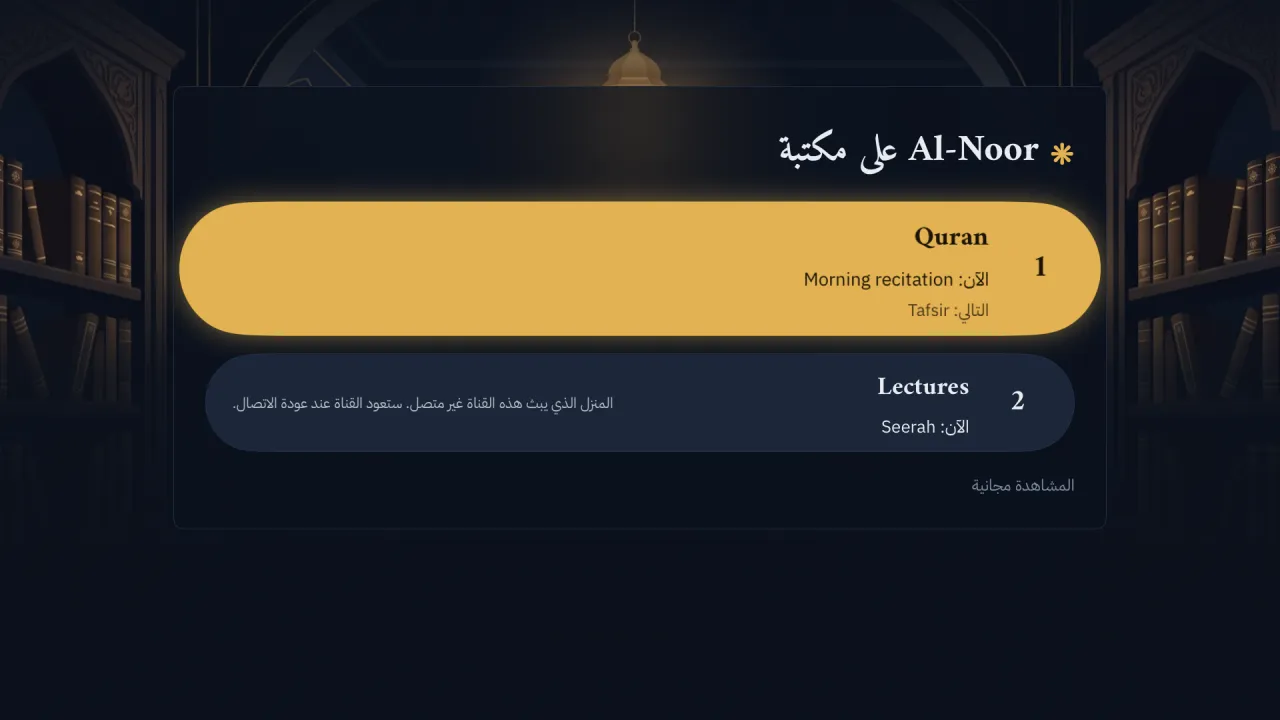 Al-Noor على مكتبة
1
Quran
الآن: Morning recitation
التالي: Tafsir
2
Lectures
الآن: Seerah
المنزل الذي يبث هذه القناة غير متصل. ستعود القناة عند عودة الاتصال.
المشاهدة مجانية